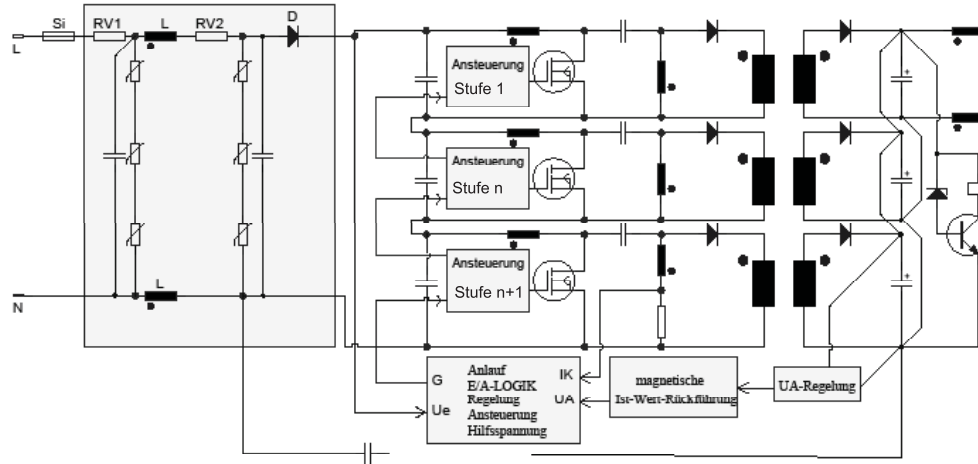 Si
RV1
L
RV2
D
L
Ansteuerung
Stufe 1
Ansteuerung
Stufe n
Ansteuerung
Stufe n+1
L
N
G
Ue
Anlauf
E/A-LOGIK
Regelung
Ansteuerung
Hilfsspannung
IK
UA
magnetische
Ist-Wert-Rückführung
UA-Regelung